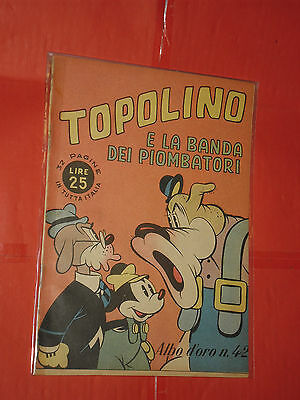 TOPOLINO
E LA BANDA
DEI PIOMBATORI
32 PAGINE
LIRE
25
IN TUTTA ITALIA
Albo d'oro n. 42